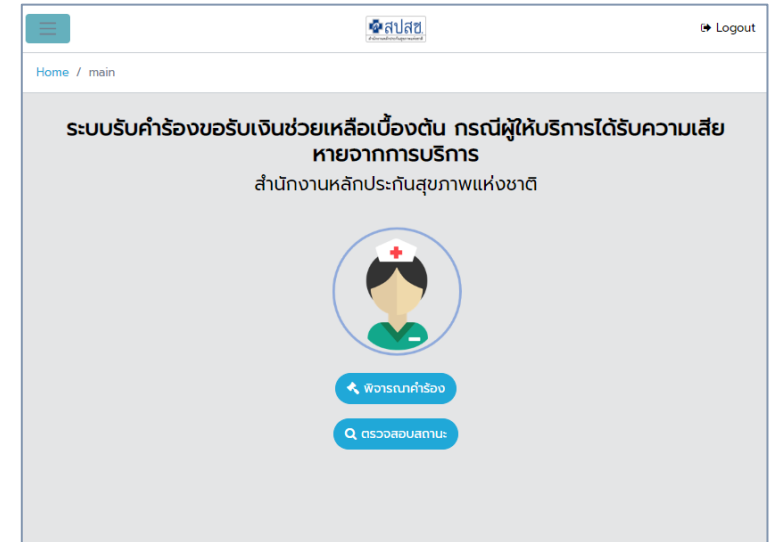 สปสช.
Logout
Home / main
ระบบรับคำร้องขอรับเงินช่วยเหลือเบื้องต้น กรณีผู้ให้บริการได้รับความเสีย
หายจากการบริการ
สำนักงานหลักประกันสุขภาพแห่งชาติ
พิจารณาคำร้อง
ตรวจสอบสถานะ